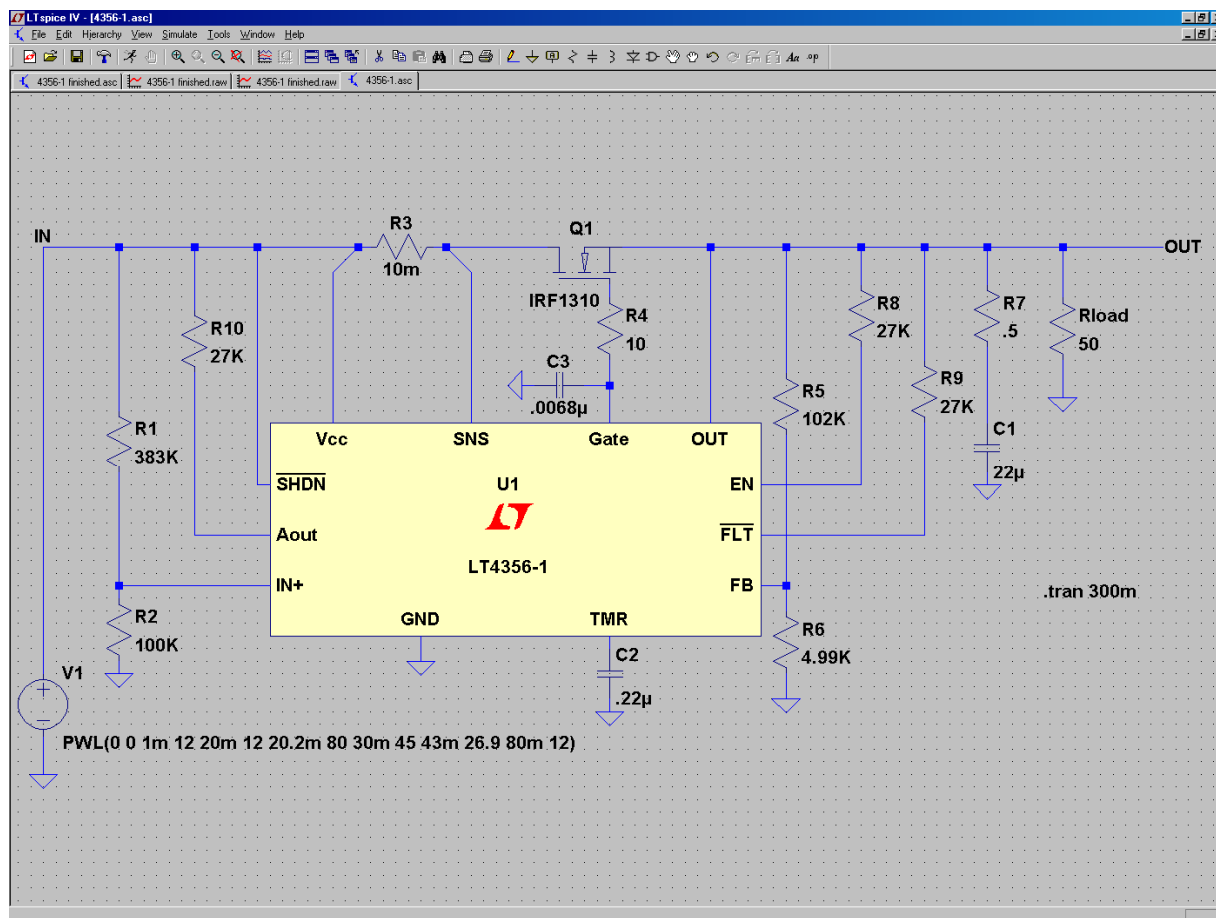 LTspice IV - [4356-1.asc]
File Edit Hierarchy View Simulate Tools Window Help
Aa .op
4356-1 finished.asc 4356-1 finished.raw 4356-1 finished.raw 4356-1.asc
IN
R3
10m
Q1
IRF1310
OUT
R10
27K
R4
10
R8
27K
R7
.5
Rload
50
C3
.0068µ
R5
102K
R9
27K
R1
383K
C1
22µ
Vcc SNS Gate OUT
SHDN U1 EN
Aout FLT
LT4356-1
IN+ FB
GND TMR
.tran 300m
R2
100K
C2
.22µ
R6
4.99K
V1
+
−
PWL(0 0 1m 12 20m 12 20.2m 80 30m 45 43m 26.9 80m 12)